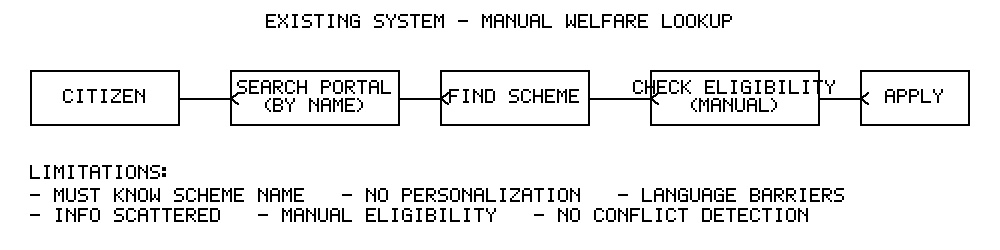 EXISTING SYSTEM - MANUAL WELFARE LOOKUP
CITIZEN
SEARCH PORTAL
(BY NAME)
FIND SCHEME
CHECK ELIGIBILITY
(MANUAL)
APPLY
LIMITATIONS:
- MUST KNOW SCHEME NAME - NO PERSONALIZATION - LANGUAGE BARRIERS
- INFO SCATTERED - MANUAL ELIGIBILITY - NO CONFLICT DETECTION